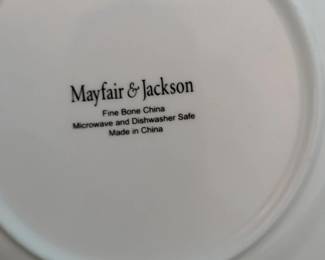 Mayfair & Jackson
Fine Bone China
Microwave and Dishwasher Safe
Made in China